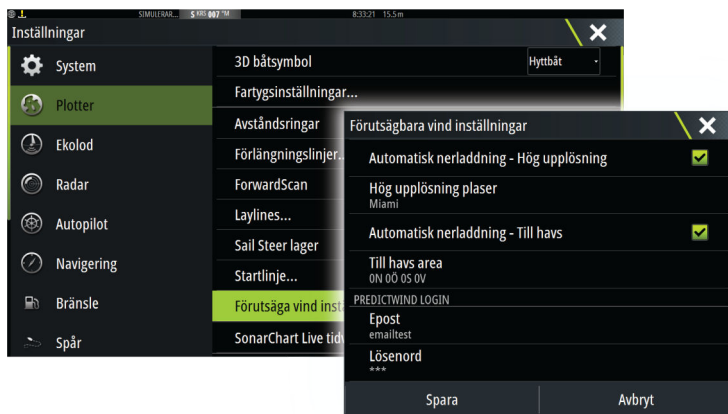 SIMULERAR... S KRS 007 °M 8:33:21 15.5 m
Inställningar
System
Plotter
Ekolod
Radar
Autopilot
Navigering
Bränsle
Spår
3D båtsymbol Hyttbåt
Fartygsinställningar...
Avståndsringar
Förlängningslinjer..
ForwardScan
Laylines...
Sail Steer lager
Startlinje...
Förutsäga vind
SonarChart Live
Förutsägbara vind inställningar
Automatisk nerladdning - Hög upplösning
Hög upplösning plaser
Miami
Automatisk nerladdning - Till havs
Till havs area
0N 0Ö 0S 0V
PREDICTWIND LOGIN
Epost
emailtest
Lösenord
***
Spara Avbryt